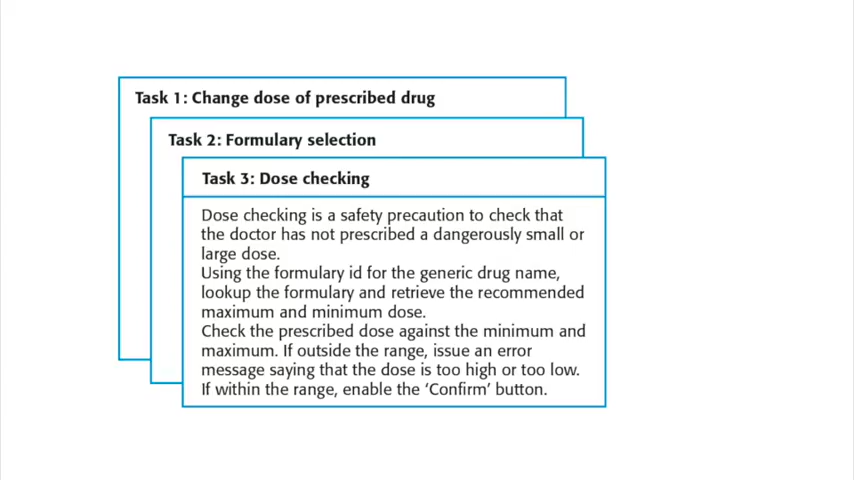 Task 1: Change dose of prescribed drug
Task 2: Formulary selection
Task 3: Dose checking
Dose checking is a safety precaution to check that
the doctor has not prescribed a dangerously small or
large dose.
Using the formulary id for the generic drug name,
lookup the formulary and retrieve the recommended
maximum and minimum dose.
Check the prescribed dose against the minimum and
maximum. If outside the range, issue an error
message saying that the dose is too high or too low.
If within the range, enable the ‘Confirm’ button.